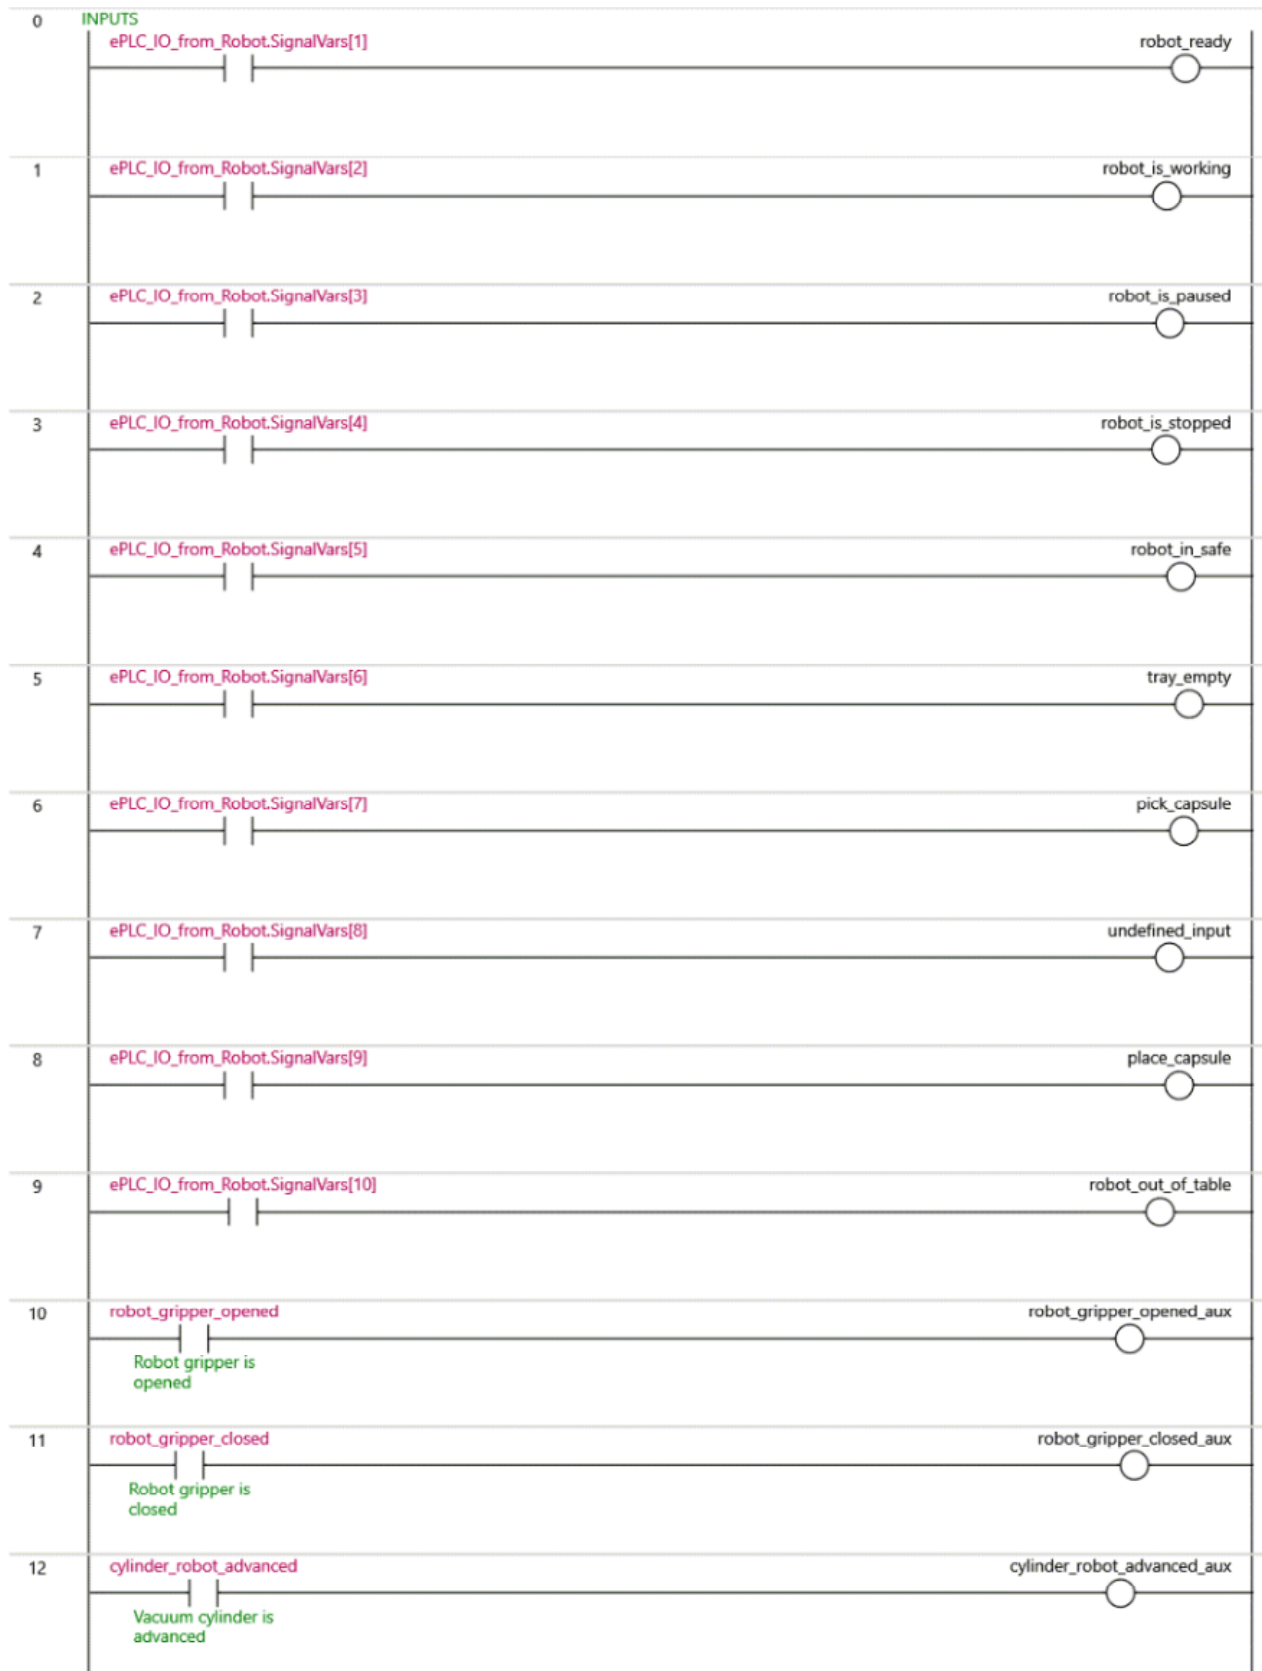 0
INPUTS
ePLC_IO_from_Robot.SignalVars[1]
robot_ready
1
ePLC_IO_from_Robot.SignalVars[2]
robot_is_working
2
ePLC_IO_from_Robot.SignalVars[3]
robot_is_paused
3
ePLC_IO_from_Robot.SignalVars[4]
robot_is_stopped
4
ePLC_IO_from_Robot.SignalVars[5]
robot_in_safe
5
ePLC_IO_from_Robot.SignalVars[6]
tray_empty
6
ePLC_IO_from_Robot.SignalVars[7]
pick_capsule
7
ePLC_IO_from_Robot.SignalVars[8]
undefined_input
8
ePLC_IO_from_Robot.SignalVars[9]
place_capsule
9
ePLC_IO_from_Robot.SignalVars[10]
robot_out_of_table
10
robot_gripper_opened
robot_gripper_opened_aux
Robot gripper is
opened
11
robot_gripper_closed
robot_gripper_closed_aux
Robot gripper is
closed
12
cylinder_robot_advanced
cylinder_robot_advanced_aux
Vacuum cylinder is
advanced